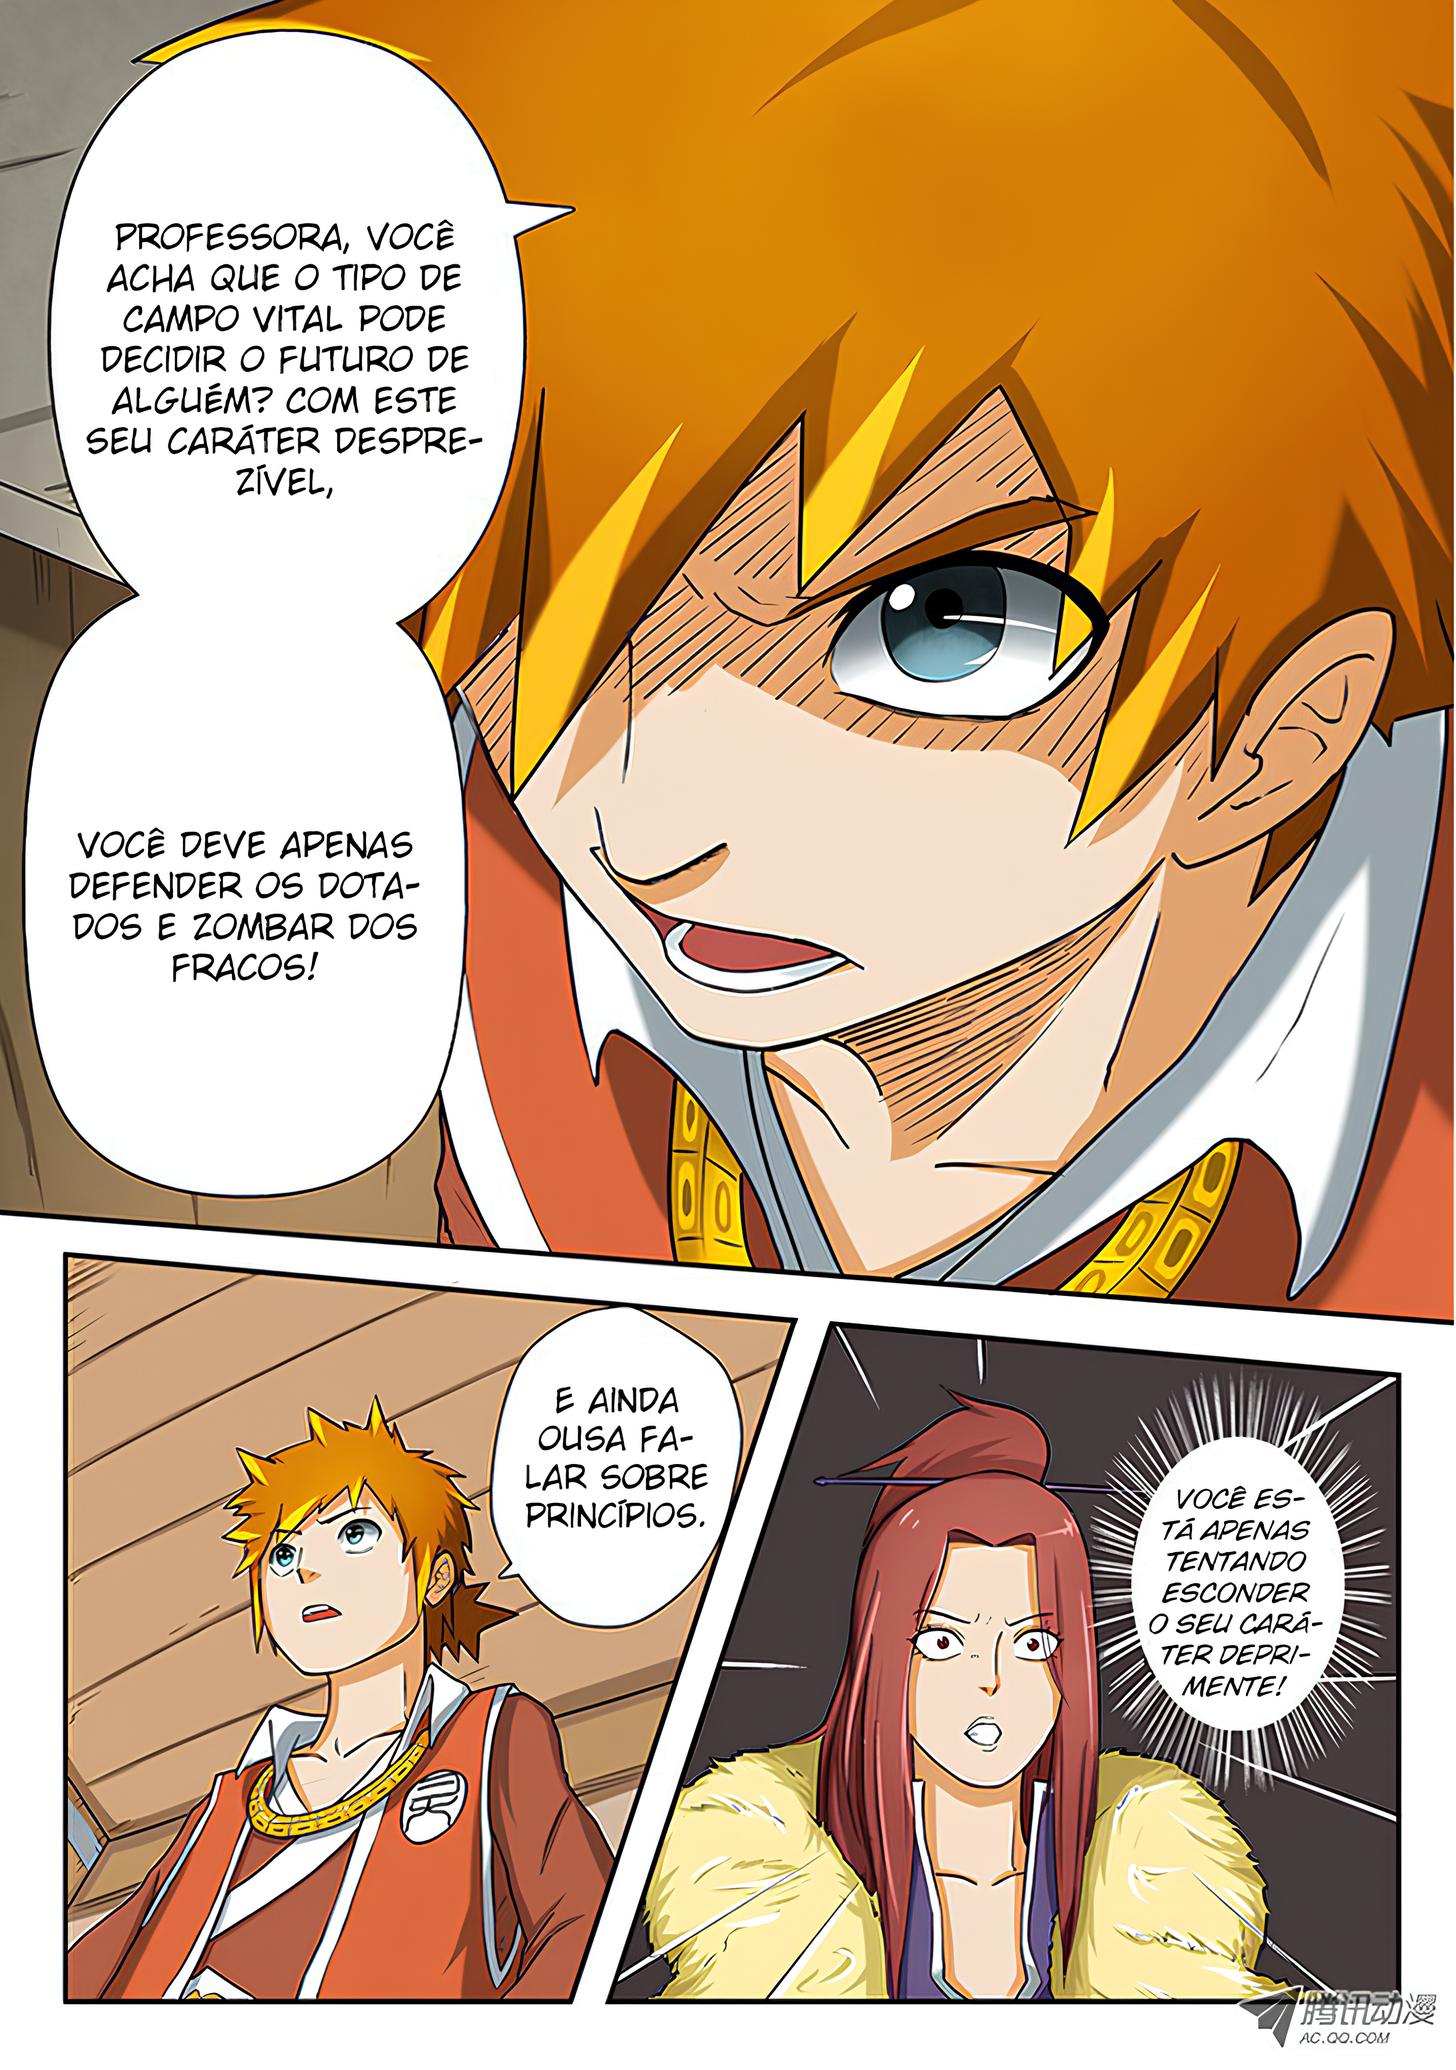 PROFESSORA, VOCÊ
ACHA QUE O TIPO DE
CAMPO VITAL PODE
DECIDIR O FUTURO DE
ALGUÉM? COM ESTE
SEU CARÁTER DESPRE-
ZÍVEL,
VOCÊ DEVE APENAS
DEFENDER OS DOTA-
DOS E ZOMBAR DOS
FRACOS!
E AINDA
OUSA FA-
LAR SOBRE
PRINCÍPIOS.
VOCÊ ES-
TÁ APENAS
TENTANDO
ESCONDER
O SEU CARÁ-
TER DEPRI-
MENTE!
腾讯动漫
AC.QQ.COM